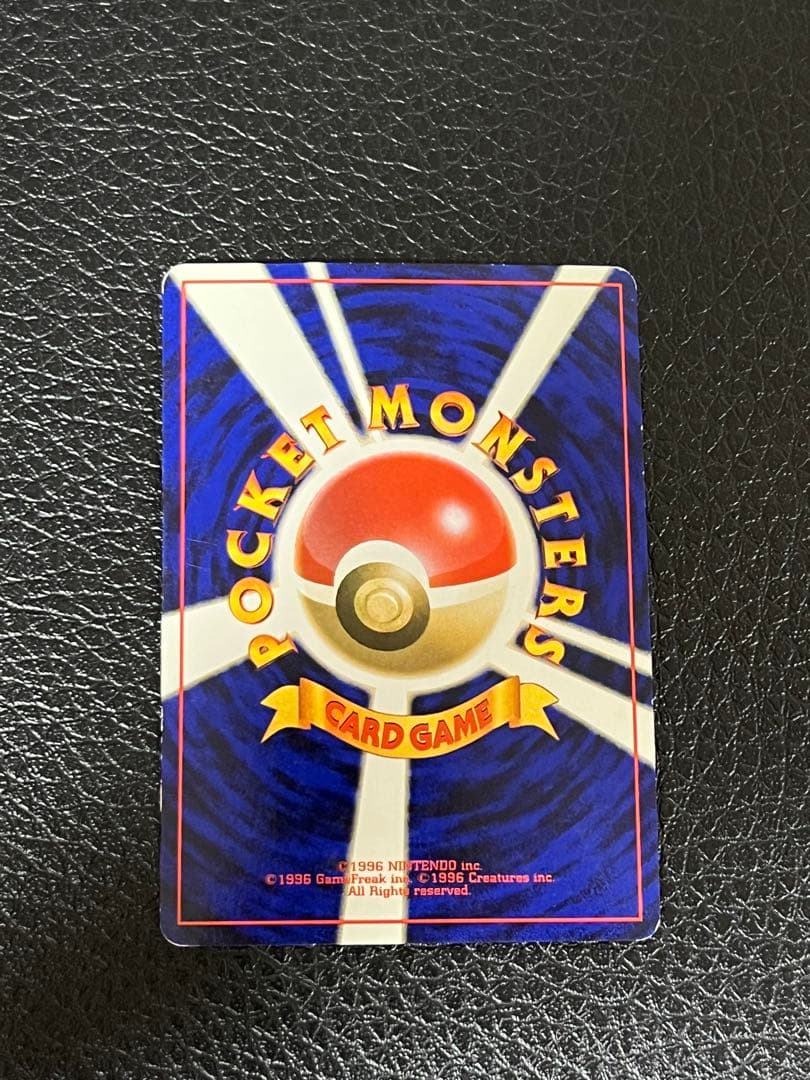 POCKET MONSTERS
CARD GAME
©1996 NINTENDO inc.
©1996 GameFreak inc. ©1996 Creatures inc.
All Rights reserved.